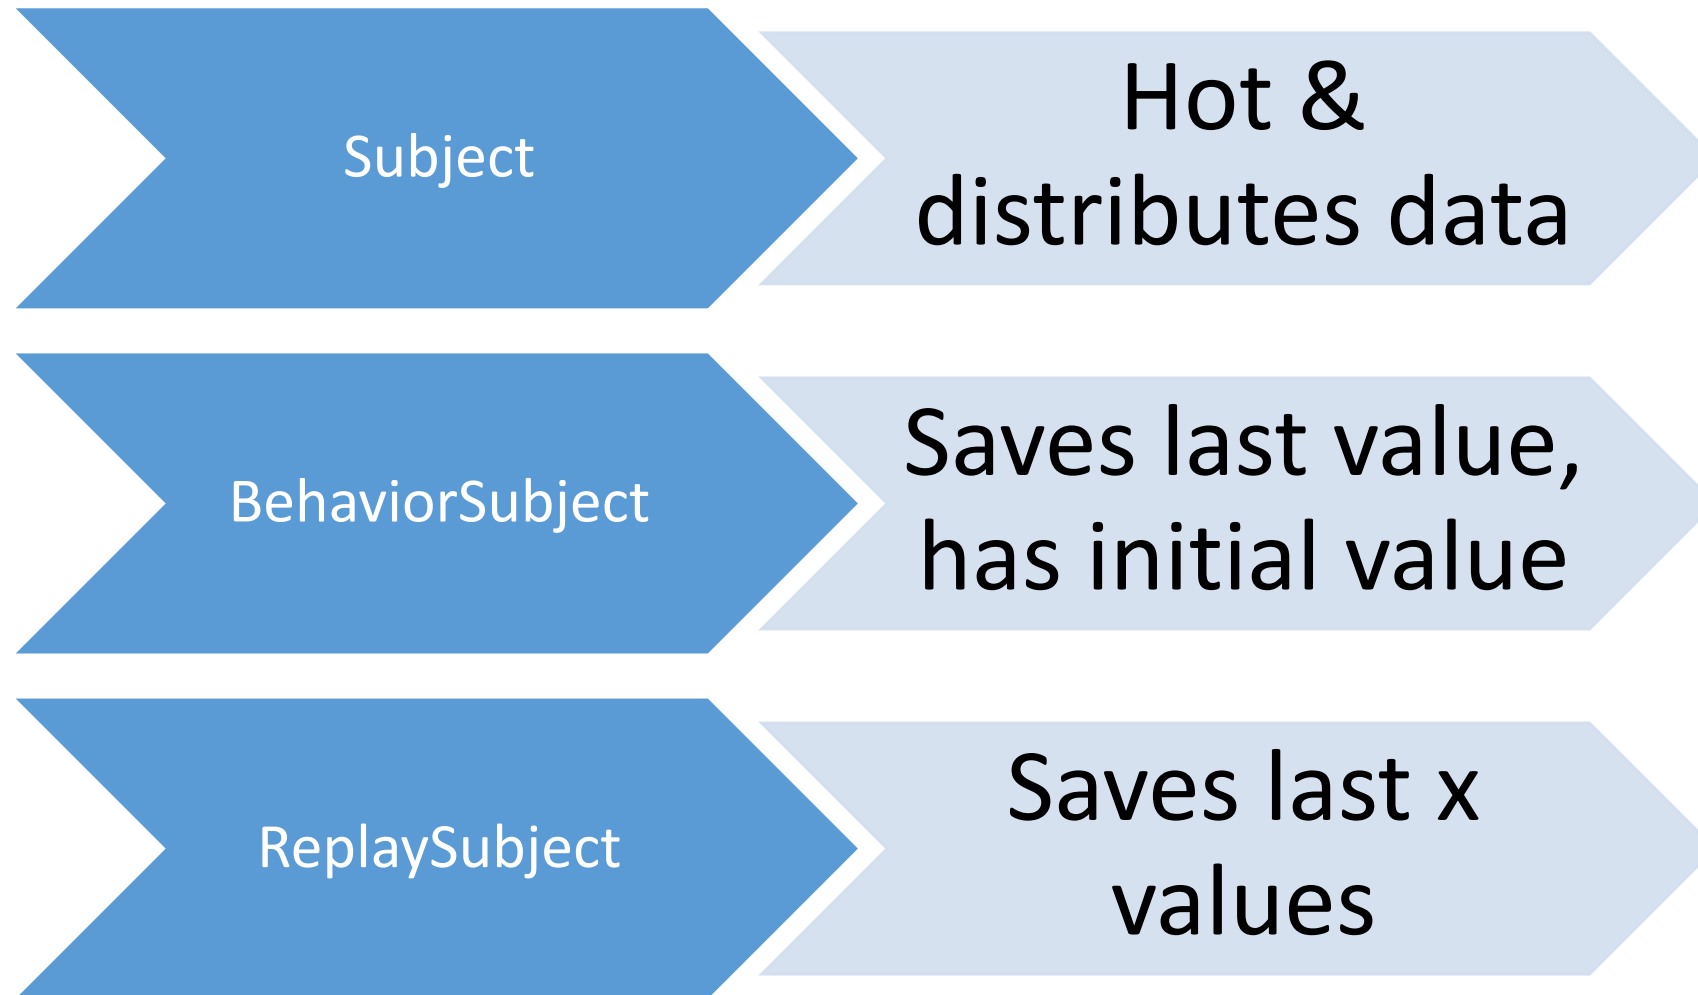 Subject
Hot &
distributes data
BehaviorSubject
Saves last value,
has initial value
ReplaySubject
Saves last x
values